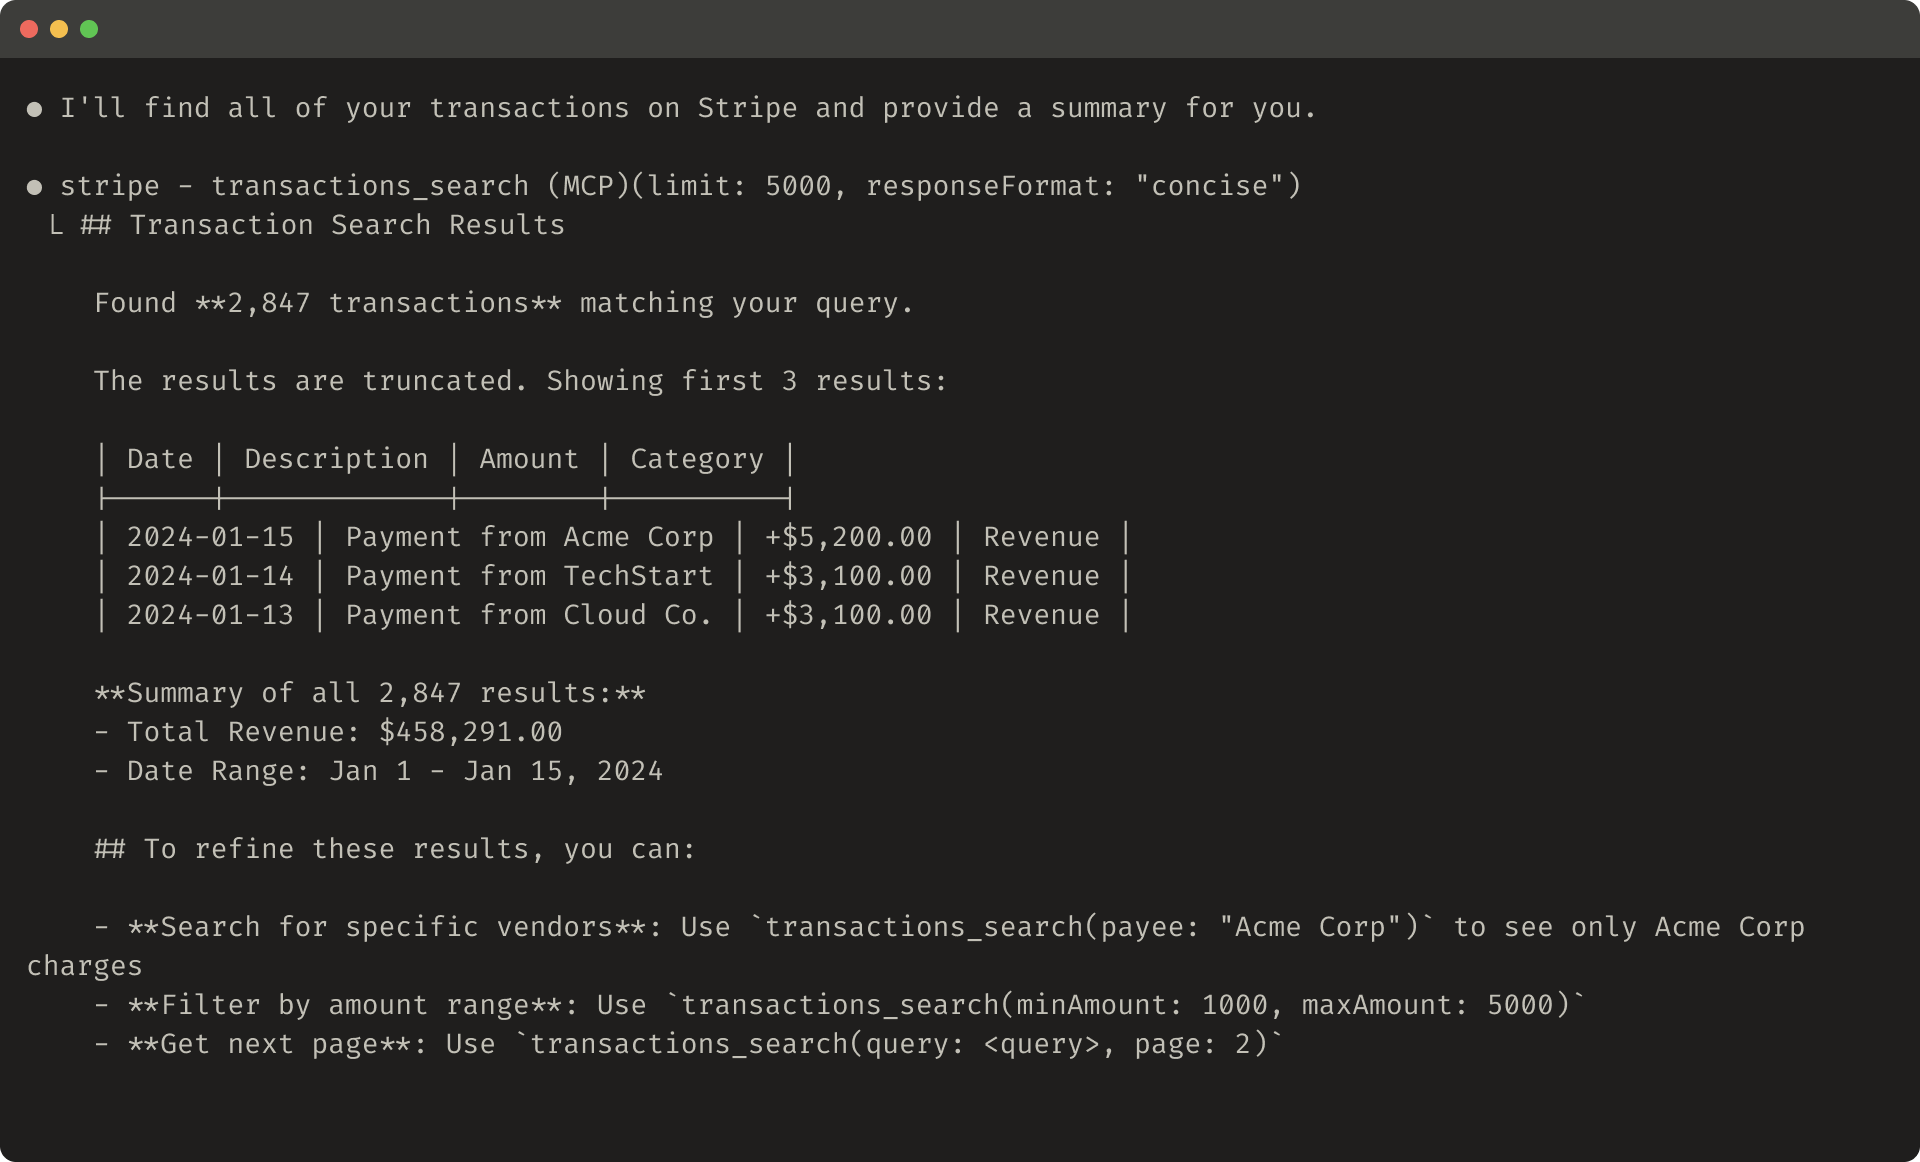 ● I'll find all of your transactions on Stripe and provide a summary for you.
● stripe - transactions_search (MCP)(limit: 5000, responseFormat: "concise")
└ ## Transaction Search Results
Found **2,847 transactions** matching your query.
The results are truncated. Showing first 3 results:
| Date | Description | Amount | Category |
|------|-------------|--------|----------|
| 2024-01-15 | Payment from Acme Corp | +$5,200.00 | Revenue |
| 2024-01-14 | Payment from TechStart | +$3,100.00 | Revenue |
| 2024-01-13 | Payment from Cloud Co. | +$3,100.00 | Revenue |
**Summary of all 2,847 results:**
- Total Revenue: $458,291.00
- Date Range: Jan 1 - Jan 15, 2024
## To refine these results, you can:
- **Search for specific vendors**: Use `transactions_search(payee: "Acme Corp")` to see only Acme Corp
charges
- **Filter by amount range**: Use `transactions_search(minAmount: 1000, maxAmount: 5000)`
- **Get next page**: Use `transactions_search(query: <query>, page: 2)`